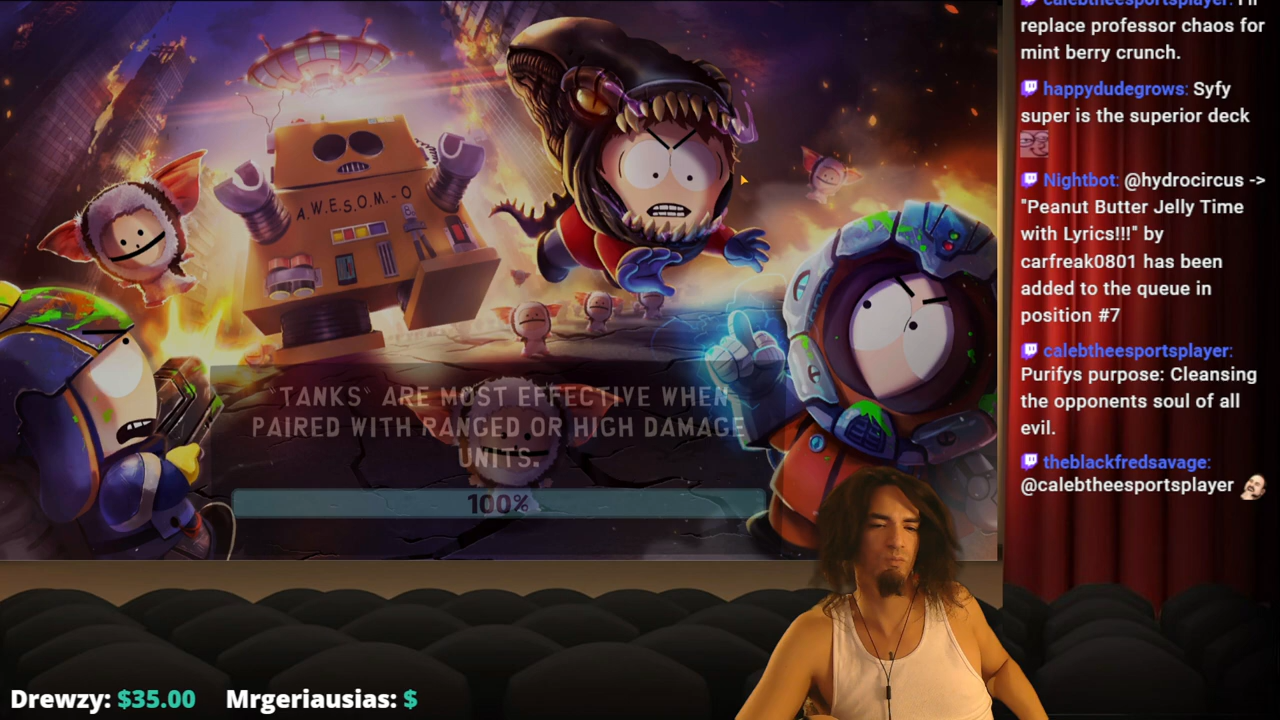 A.W.E.S.O.M.-O
`TANKS` ARE MOST EFFECTIVE WHEN
PAIRED WITH RANGED OR HIGH DAMAGE
UNITS.
100%
calebtheesportsplayer: I'll
replace professor chaos for
mint berry crunch.
happydudegrows: Syfy
super is the superior deck
Nightbot: @hydrocircus ->
"Peanut Butter Jelly Time
with Lyrics!!!" by
carfreak0801 has been
added to the queue in
position #7
calebtheesportsplayer:
Purifys purpose: Cleansing
the opponents soul of all
evil.
theblackfredsavage:
@calebtheesportsplayer
Drewzy: $35.00 Mrgeriausias: $